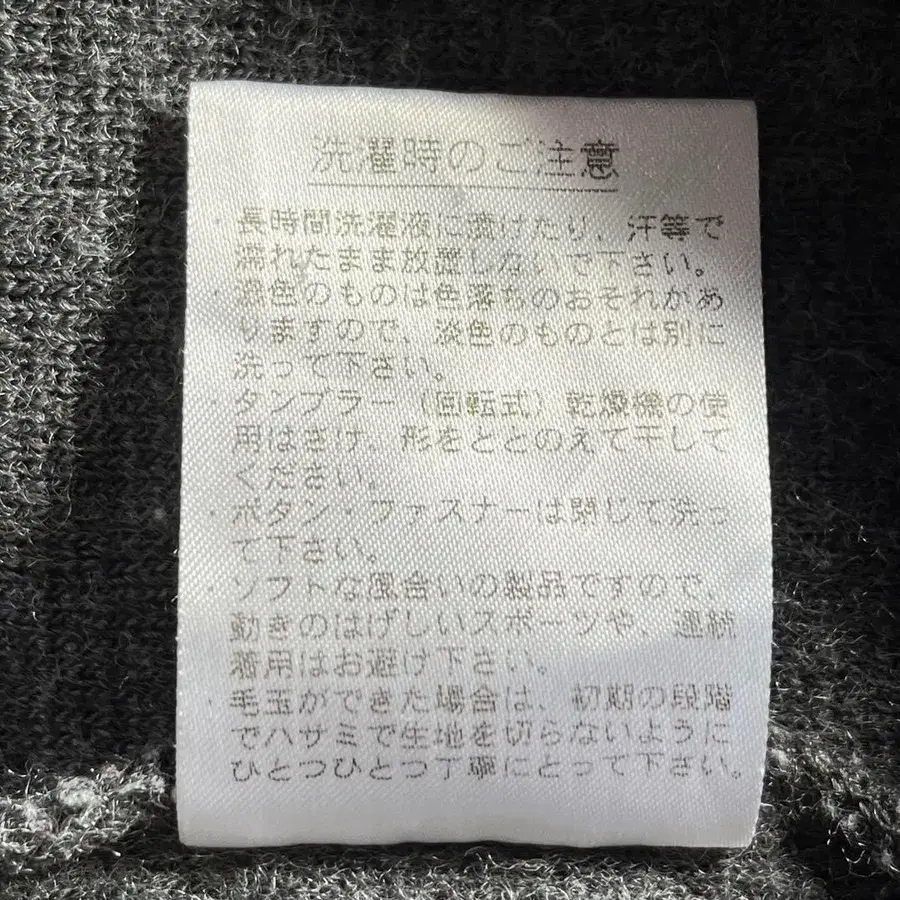 洗濯時のご注意
・長時間洗濯液に漬けたり、汗等で
濡れたまま放置しないで下さい。
・濃色のものは色落ちのおそれがあ
りますので、淡色のものとは別に
洗って下さい。
・タンブラー（回転式）乾燥機の使
用はさけ、形をととのえて干して
ください。
・ボタン・ファスナーは閉じて洗っ
て下さい。
・ソフトな風合いの製品ですので、
動きのはげしいスポーツや、連続
着用はお避け下さい。
・毛玉ができた場合は、初期の段階
でハサミで生地を切らないように
ひとつひとつ丁寧にとって下さい。